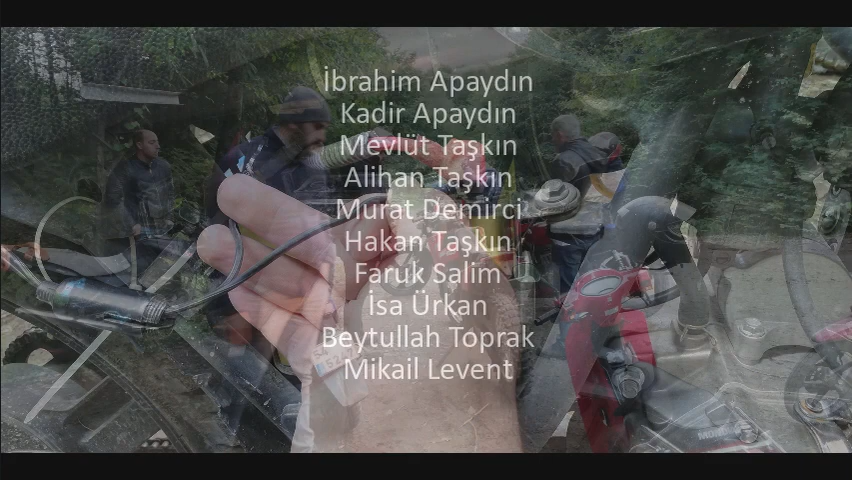 İbrahim Apaydın
Kadir Apaydın
Mevlüt Taşkın
Alihan Taşkın
Murat Demirci
Hakan Taşkın
Faruk Salim
İsa Ürkan
Beytullah Toprak
Mikail Levent